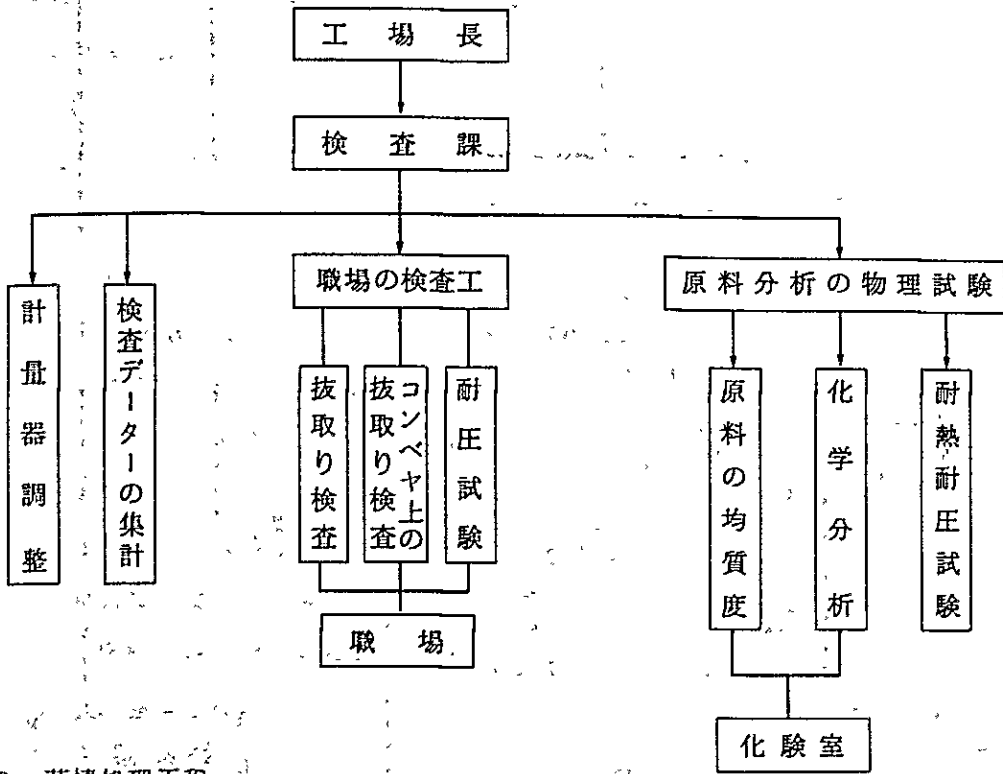 工場長
検査課
職場の検査工
原料分析の物理試験
計量器調整
検査データーの集計
抜取り検査
コンベヤ上の
抜取り検査
耐圧試験
原料の均質度
化学分析
耐熱耐圧試験
職場
化験室